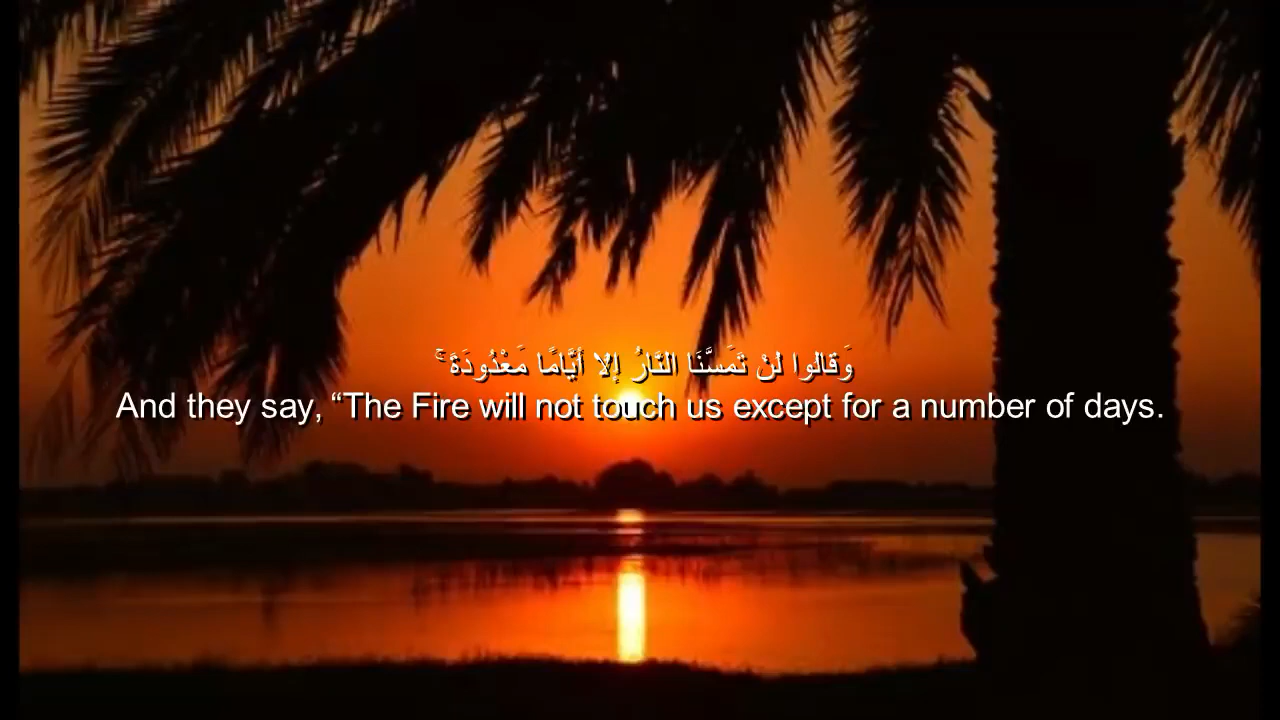 وَقَالُوا لَنْ تَمَسَّنَا النَّارُ إِلا أَيَّامًا مَعْدُودَةً ۚ
And they say, “The Fire will not touch us except for a number of days.